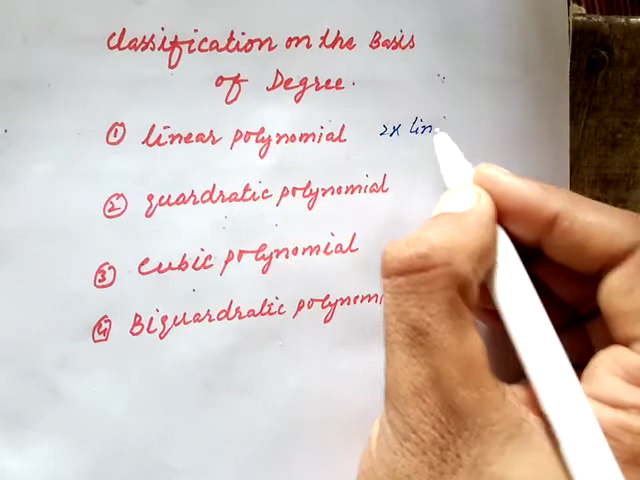 Classification on the Basis
of Degree.
① linear polynomial 2x lin
② quardratic polynomial
③ Cubic polynomial
④ Biquardratic polynomi